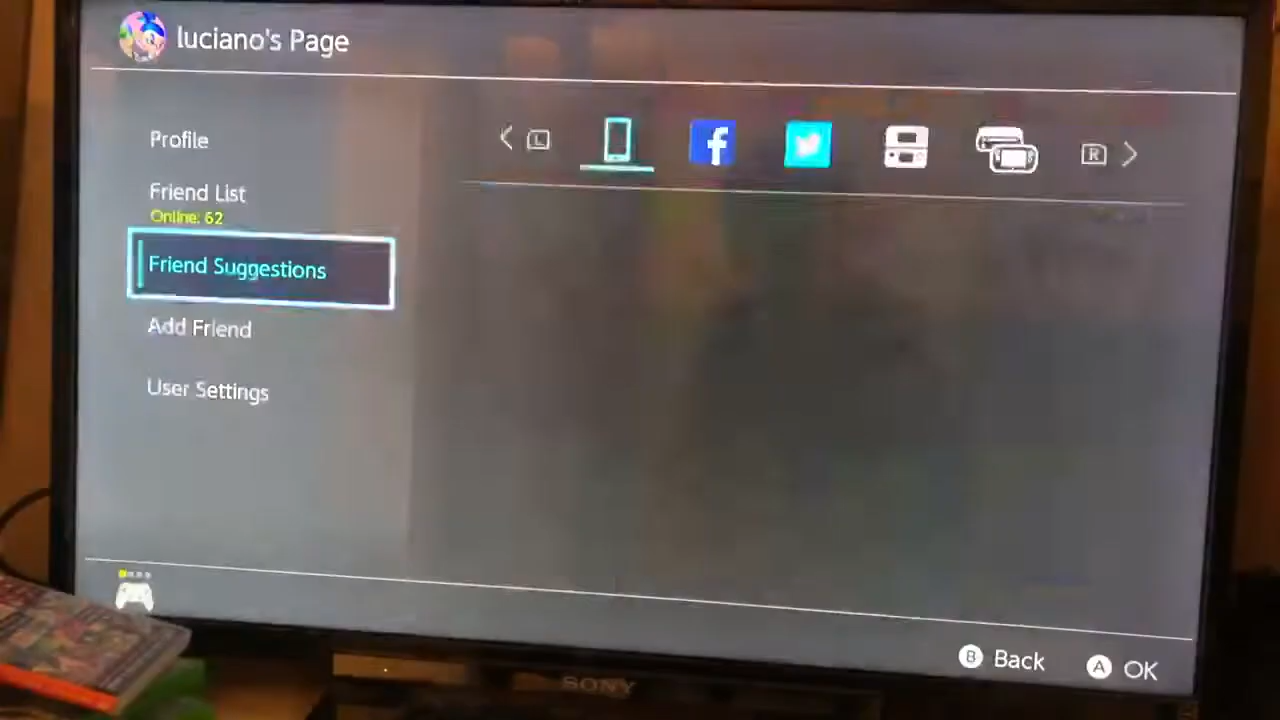 luciano's Page
Profile
Friend List
Online: 62
Friend Suggestions
Add Friend
User Settings
L
R
B Back
A OK
SONY